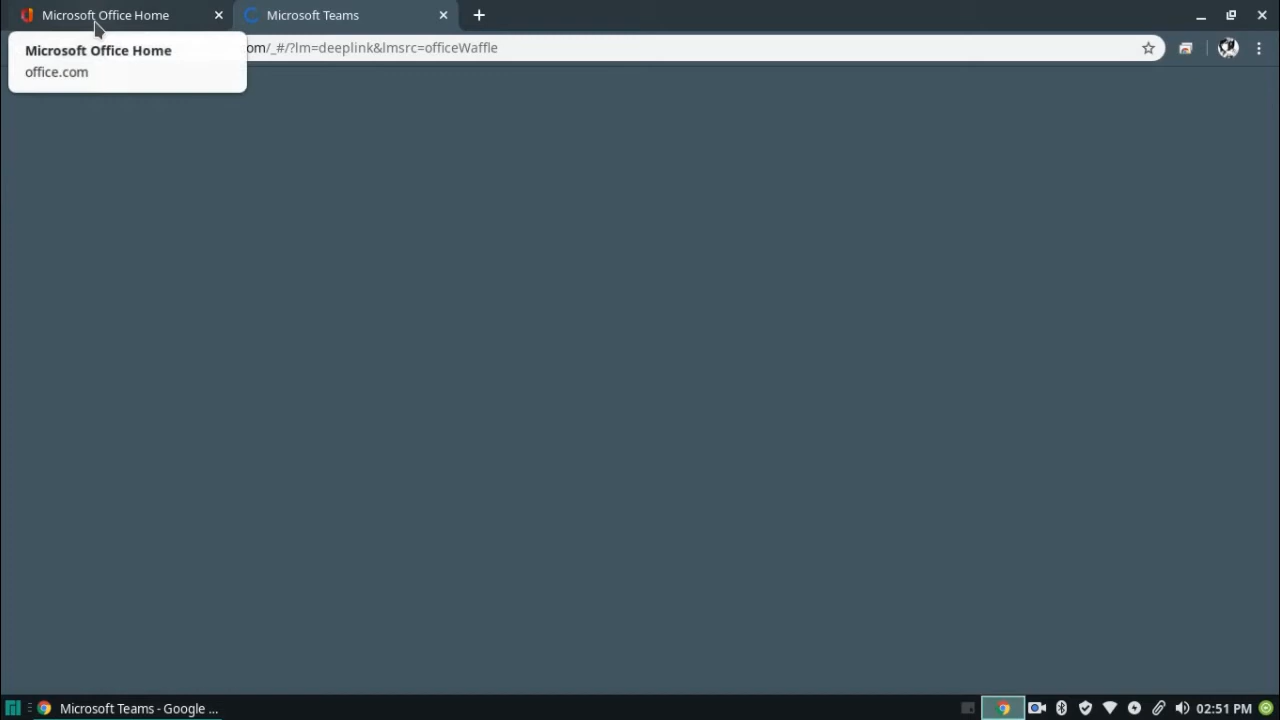 Microsoft Office Home
Microsoft Teams
Microsoft Office Home
om/_#/?lm=deeplink&lmsrc=officeWaffle
office.com
Microsoft Teams - Google ...
02:51 PM